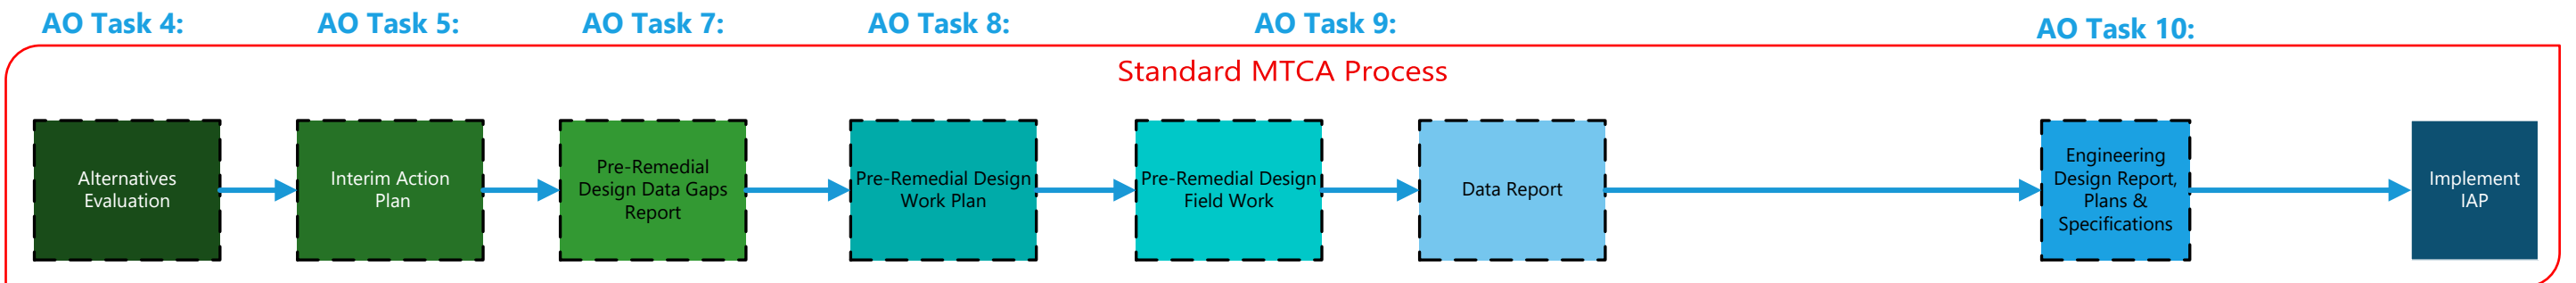 AO Task 4:
AO Task 5:
AO Task 7:
AO Task 8:
AO Task 9:
AO Task 10:
Standard MTCA Process
Alternatives
Evaluation
Interim Action
Plan
Pre-Remedial
Design Data Gaps
Report
Pre-Remedial Design
Work Plan
Pre-Remedial Design
Field Work
Data Report
Engineering
Design Report,
Plans &
Specifications
Implement
IAP